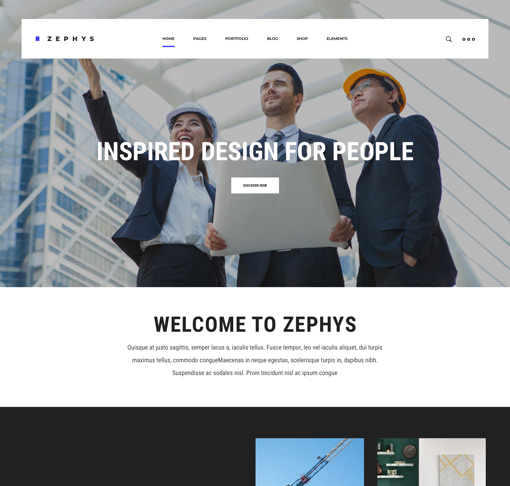 ZEPHYS
HOME PAGES PORTFOLIO BLOG SHOP ELEMENTS
INSPIRED DESIGN FOR PEOPLE
DISCOVER NOW
WELCOME TO ZEPHYS
Quisque at justo sagittis, semper lacus a, iaculis tellus. Fusce tempor, leo vel iaculis aliquet, dui turpis
maximus tellus, commodo congueMaecenas in neque egestas, scelerisque turpis in, dapibus nibh.
Suspendisse ac sodales nisl. Proin tincidunt nisl ac ipsum congue